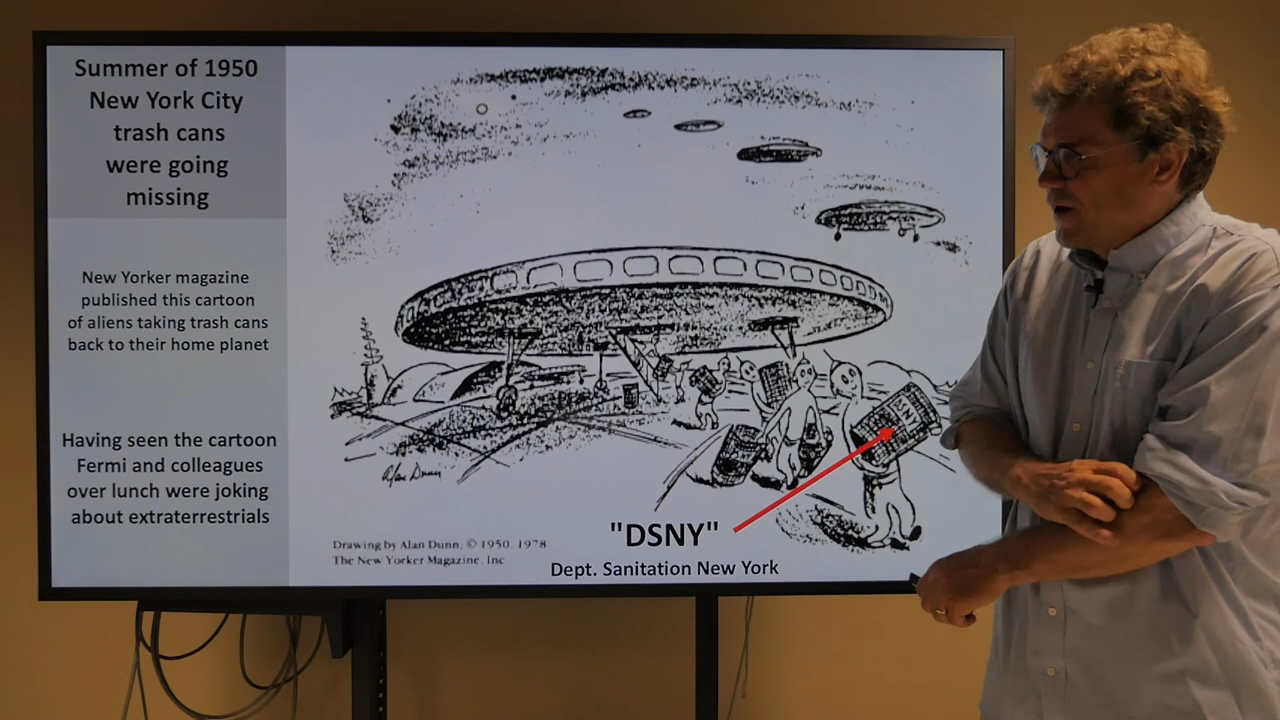 Summer of 1950
New York City
trash cans
were going
missing
New Yorker magazine
published this cartoon
of aliens taking trash cans
back to their home planet
Having seen the cartoon
Fermi and colleagues
over lunch were joking
about extraterrestrials
Alan Dunn
Drawing by Alan Dunn; © 1950, 1978
The New Yorker Magazine, Inc
"DSNY"
Dept. Sanitation New York